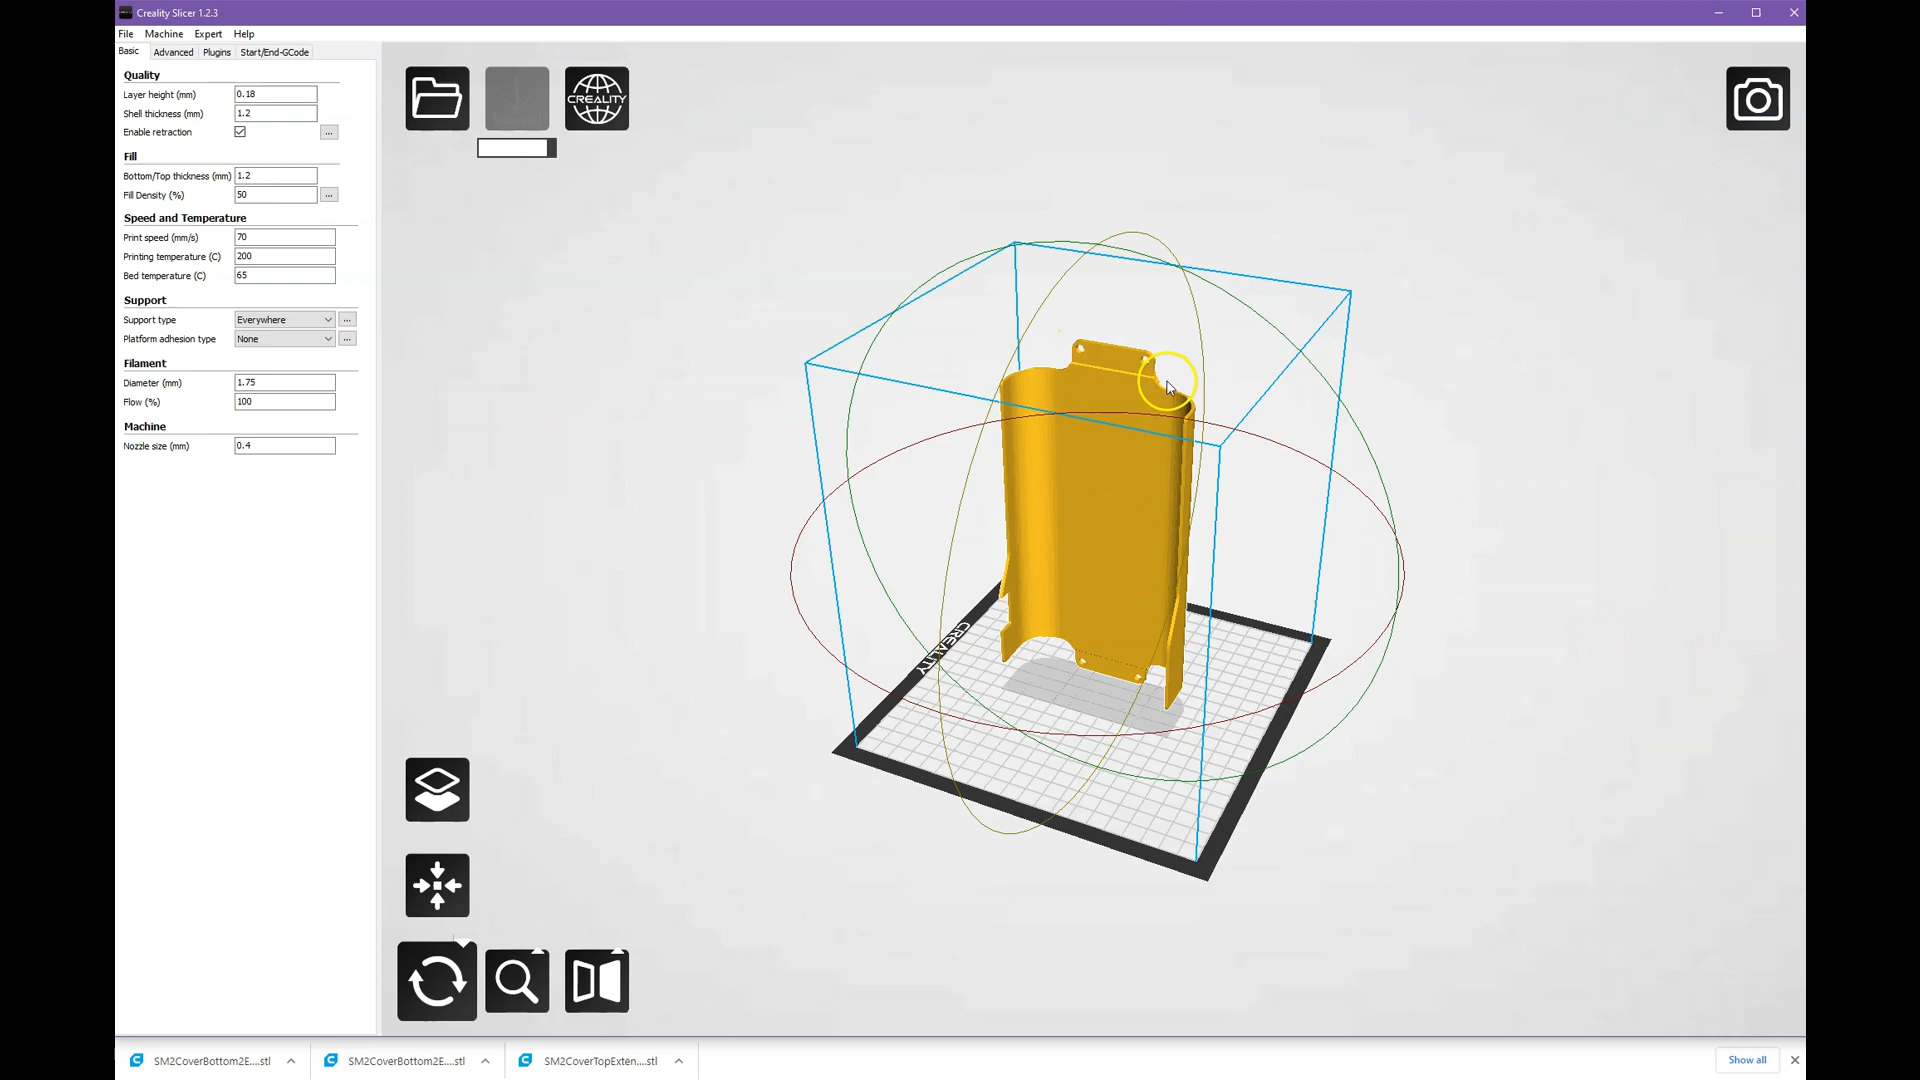 Creality Slicer 1.2.3
File Machine Expert Help
Basic Advanced Plugins Start/End-GCode
Quality
Layer height (mm) 0.18
Shell thickness (mm) 1.2
Enable retraction ...
Fill
Bottom/Top thickness (mm) 1.2
Fill Density (%) 50 ...
Speed and Temperature
Print speed (mm/s) 70
Printing temperature (C) 200
Bed temperature (C) 65
Support
Support type Everywhere ...
Platform adhesion type None ...
Filament
Diameter (mm) 1.75
Flow (%) 100
Machine
Nozzle size (mm) 0.4
CREALITY
CREALITY
SM2CoverBottom2E....stl SM2CoverBottom2E....stl SM2CoverTopExten....stl Show all